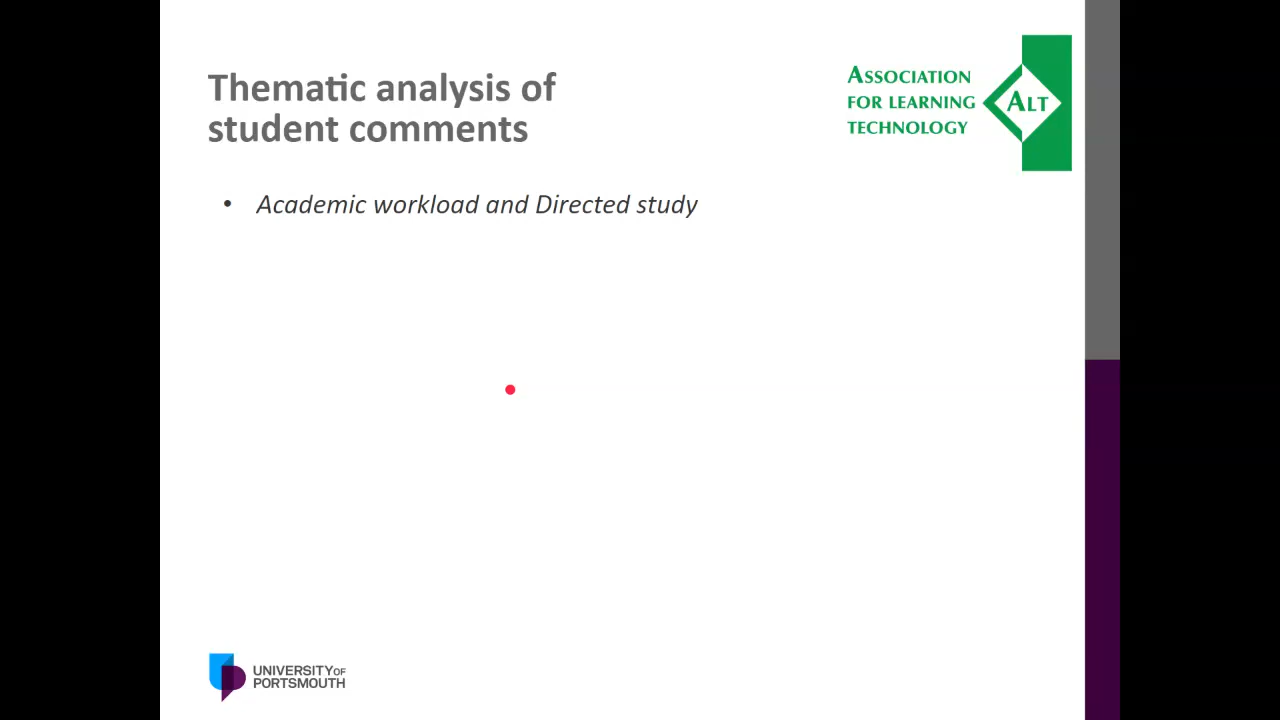 Thematic analysis of
student comments
ASSOCIATION
FOR LEARNING
TECHNOLOGY
ALT
• Academic workload and Directed study
UNIVERSITY OF
PORTSMOUTH